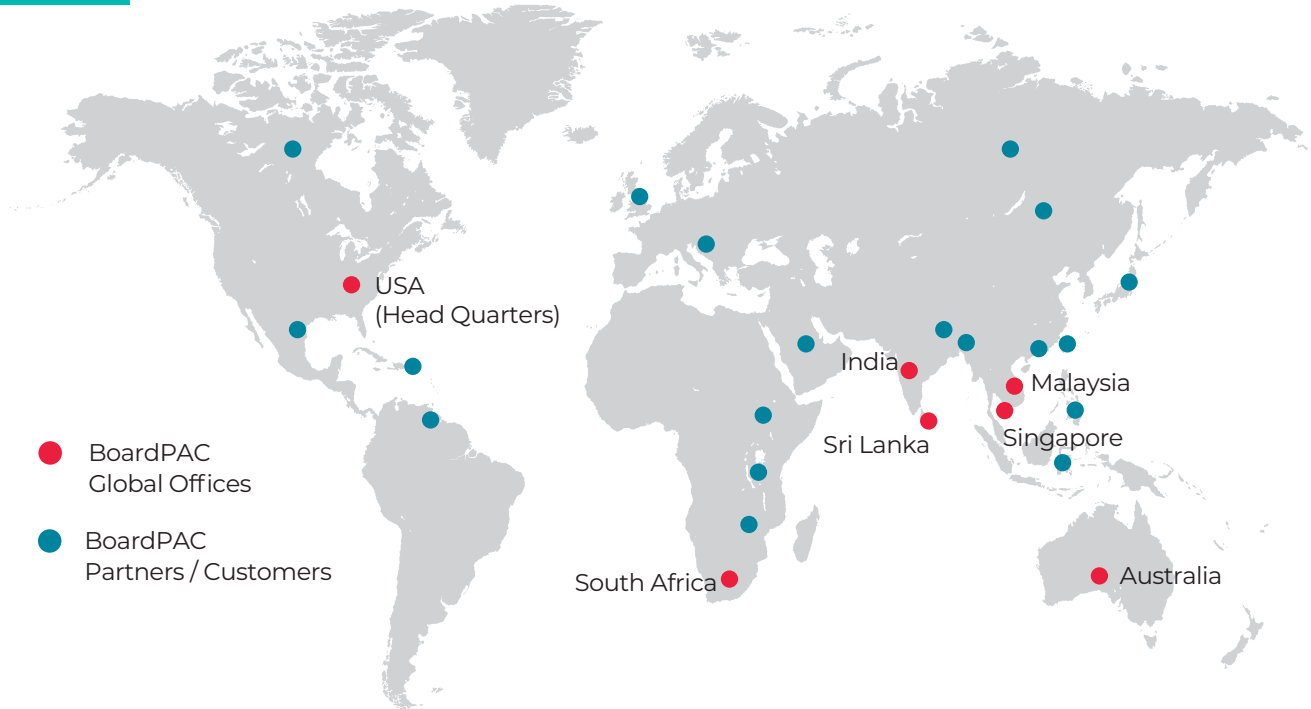 USA
(Head Quarters)
India
Malaysia
Sri Lanka
Singapore
BoardPAC
Global Offices
BoardPAC
Partners / Customers
South Africa
Australia